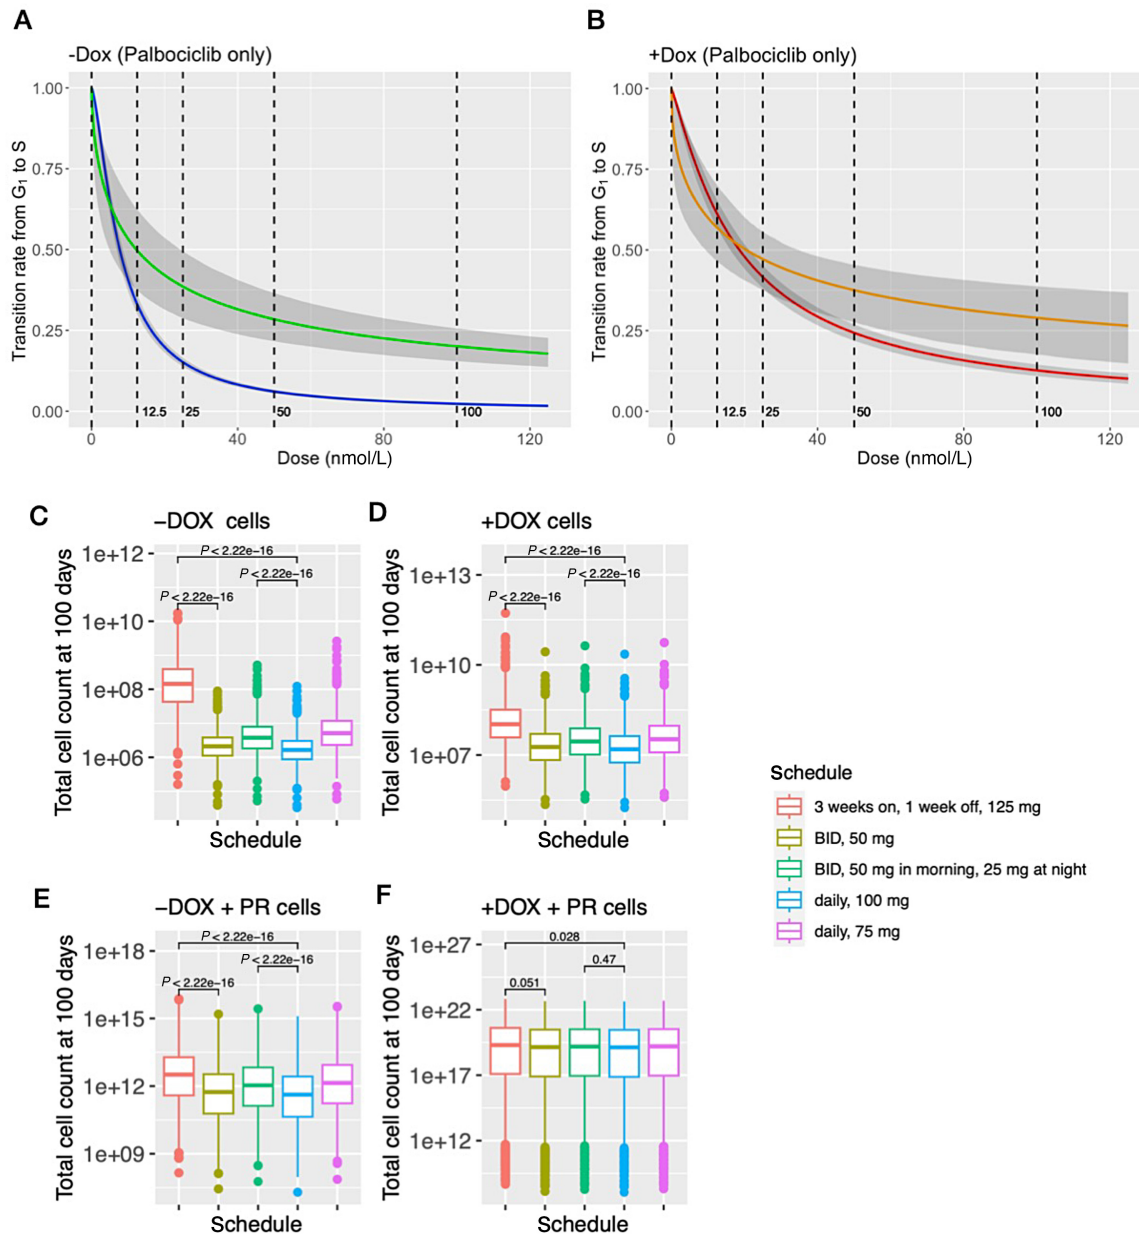 A
-Dox (Palbociclib only)
Transition rate from G₁ to S
1.00
0.75
0.50
0.25
0.00
12.5
25
50
100
0
40
80
120
Dose (nmol/L)
B
+Dox (Palbociclib only)
Transition rate from G₁ to S
1.00
0.75
0.50
0.25
0.00
12.5
25
50
100
0
40
80
120
Dose (nmol/L)
C
−DOX cells
Total cell count at 100 days
1e+12
1e+10
1e+08
1e+06
P < 2.22e−16
P < 2.22e−16
P < 2.22e−16
Schedule
D
+DOX cells
Total cell count at 100 days
1e+13
1e+10
1e+07
P < 2.22e−16
P < 2.22e−16
P < 2.22e−16
Schedule
E
−DOX + PR cells
Total cell count at 100 days
1e+18
1e+15
1e+12
1e+09
P < 2.22e−16
P < 2.22e−16
P < 2.22e−16
Schedule
F
+DOX + PR cells
Total cell count at 100 days
1e+27
1e+22
1e+17
1e+12
0.028
0.47
0.051
Schedule
Schedule
3 weeks on, 1 week off, 125 mg
BID, 50 mg
BID, 50 mg in morning, 25 mg at night
daily, 100 mg
daily, 75 mg